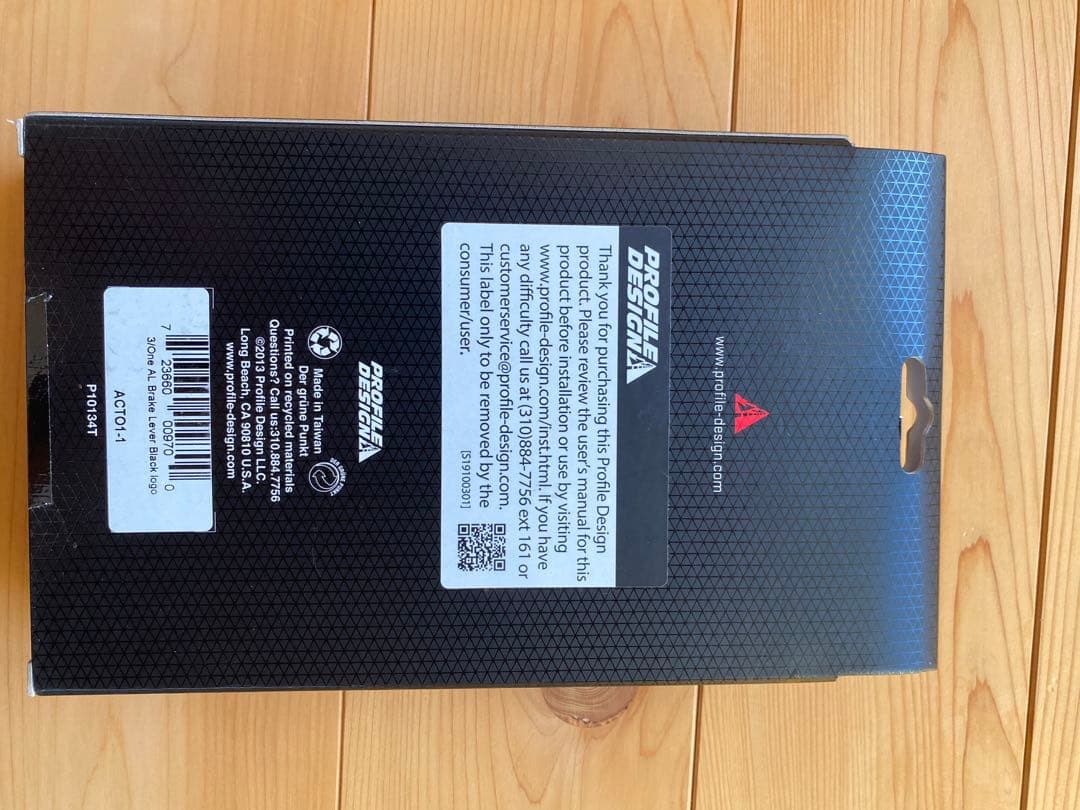 www.profile-design.com
PROFILE
DESIGN
Thank you for purchasing this Profile Design
product. Please review the user's manual for this
product before installation or use by visiting
www.profile-design.com/inst.html. If you have
any difficulty call us at (310)884-7756 ext 161 or
customerservice@profile-design.com.
This label only to be removed by the
consumer/user.
[S19100301]
PROFILE
DESIGN
Made in Taiwan
Der grüne Punkt
Printed on recycled materials
Questions? Call us:310.884.7756
©2013 Profile Design LLC.
Long Beach, CA 90810 U.S.A.
www.profile-design.com
7 23660 00970 0
3/One AL Brake Lever Black logo
ACTO1-1
P10134T